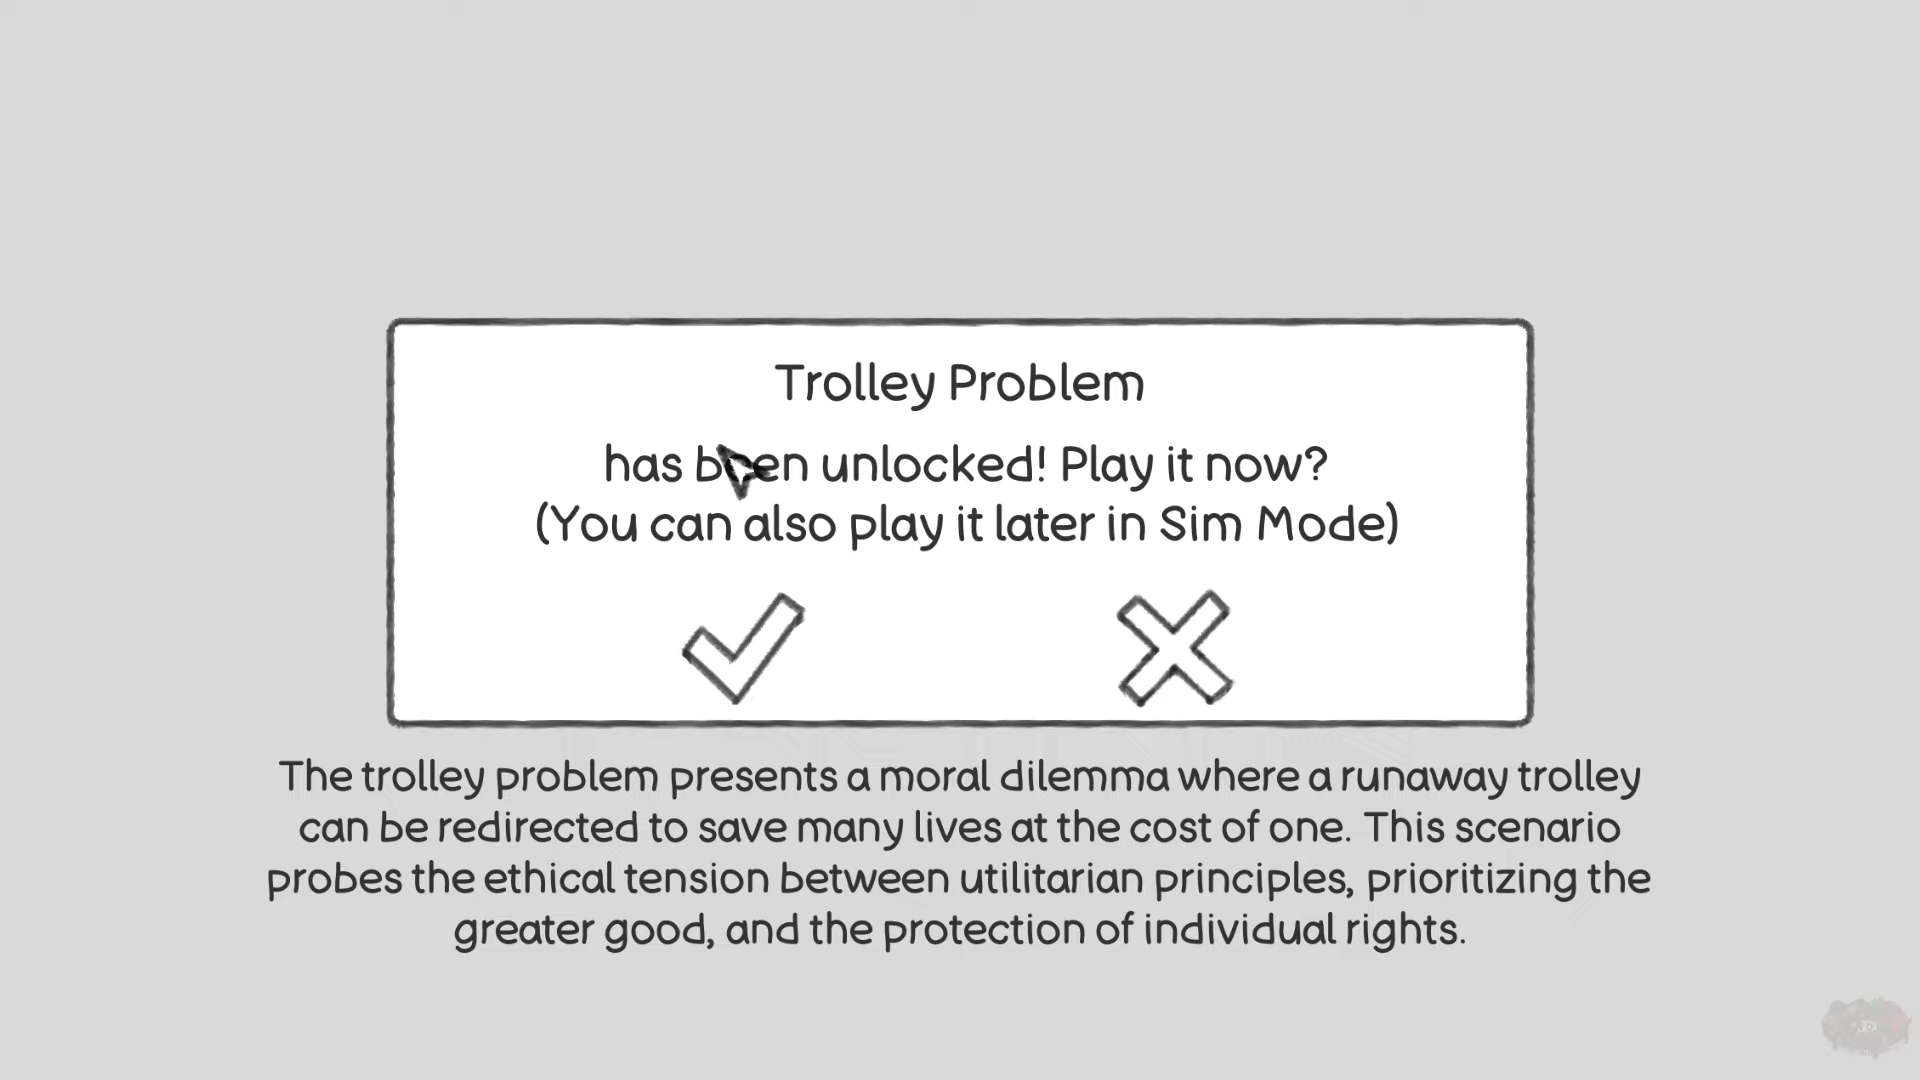 Trolley Problem
has been unlocked! Play it now?
(You can also play it later in Sim Mode)
The trolley problem presents a moral dilemma where a runaway trolley
can be redirected to save many lives at the cost of one. This scenario
probes the ethical tension between utilitarian principles, prioritizing the
greater good, and the protection of individual rights.